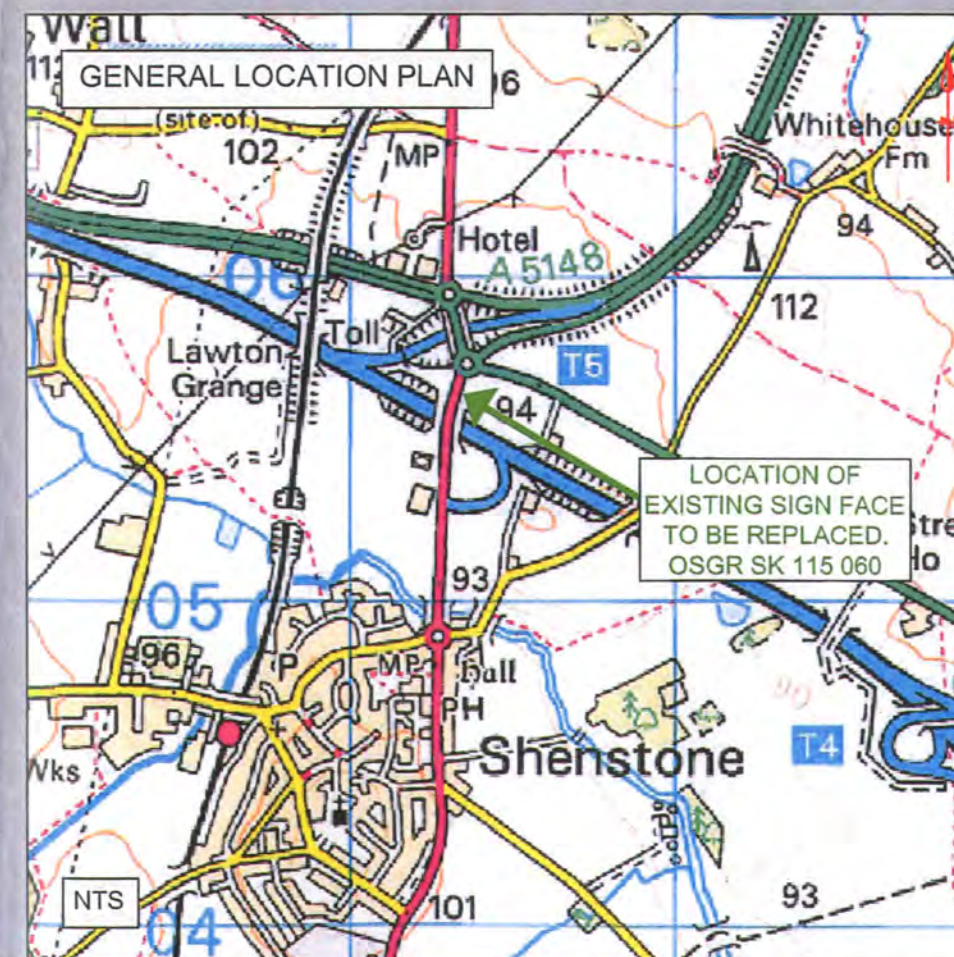 Wall
GENERAL LOCATION PLAN
(site of)
102
MP
Whitehouse
Fm
94
Hotel
A 5148
06
112
Toll
Lawton
Grange
T5
94
LOCATION OF
EXISTING SIGN FACE
TO BE REPLACED.
OSGR SK 115 060
93
05
96
P
MP
PH
Shenstone
T4
Wks
NTS
101
93
04